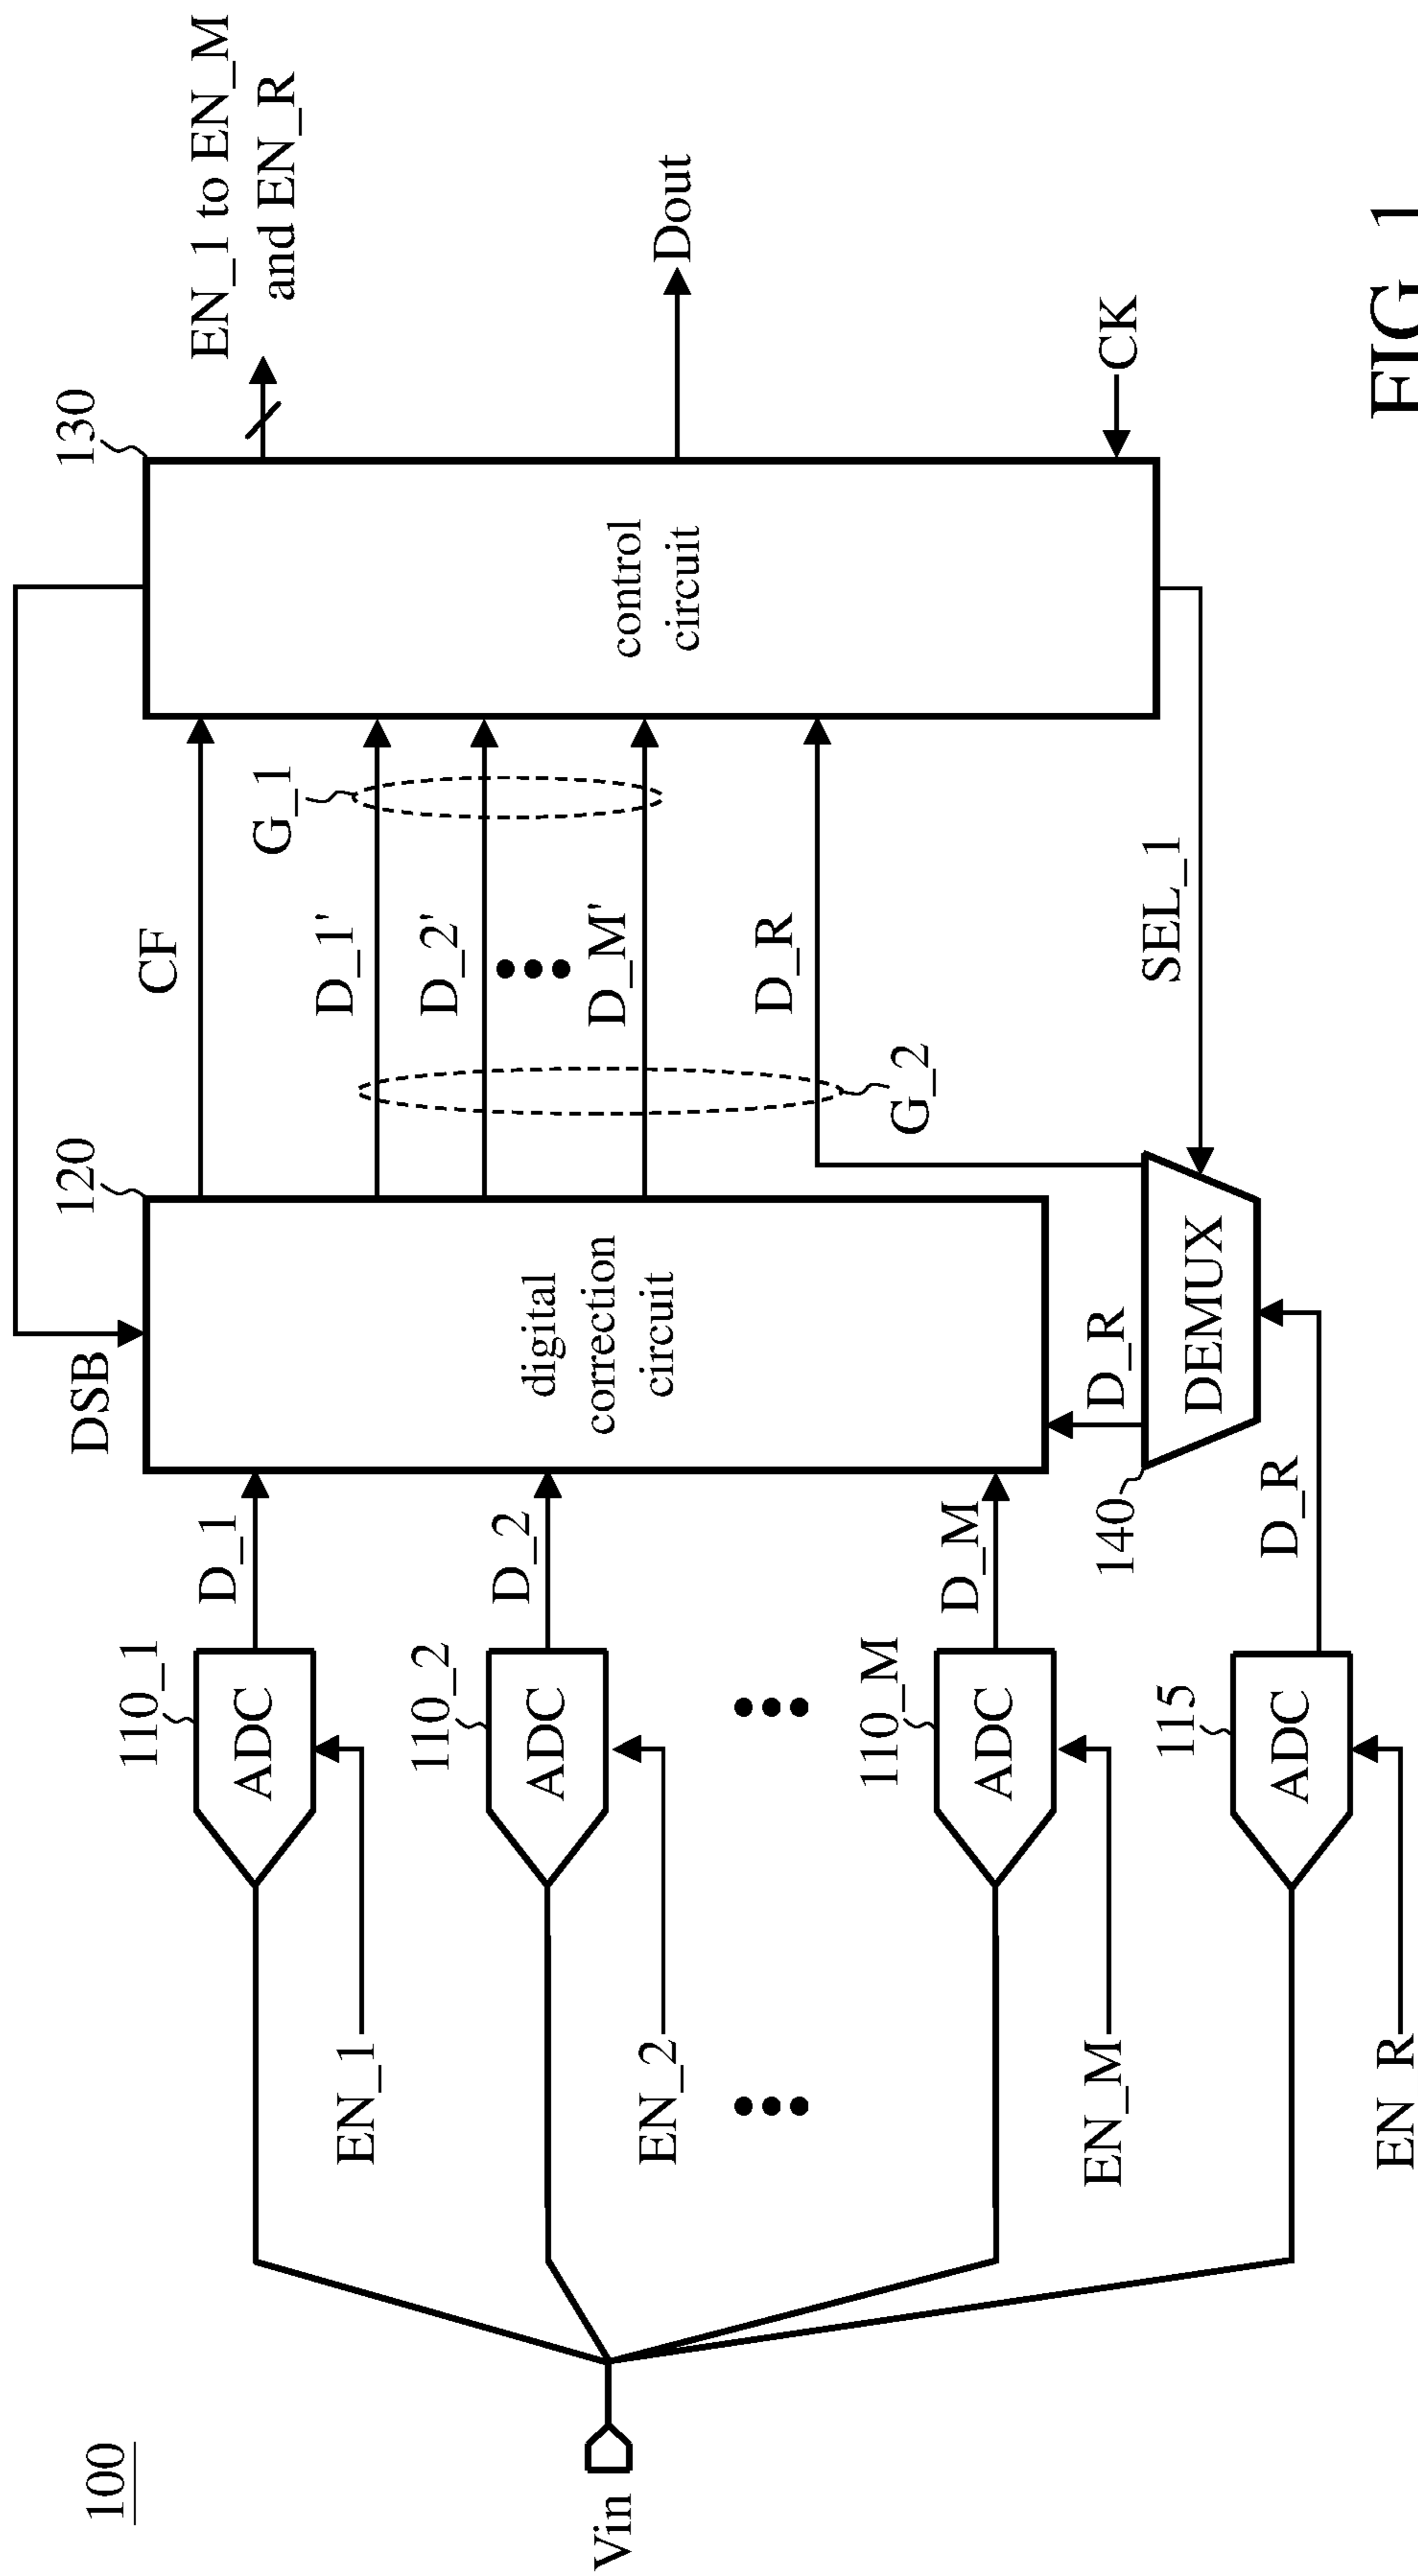 100
Vin
110_1
ADC
EN_1
D_1
110_2
ADC
EN_2
D_2
110_M
ADC
EN_M
D_M
115
ADC
EN_R
D_R
140
DEMUX
D_R
DSB
120
digital
correction
circuit
CF
D_1'
D_2'
D_M'
D_R
G_1
G_2
SEL_1
130
control
circuit
EN_1 to EN_M
and EN_R
Dout
CK
FIG. 1